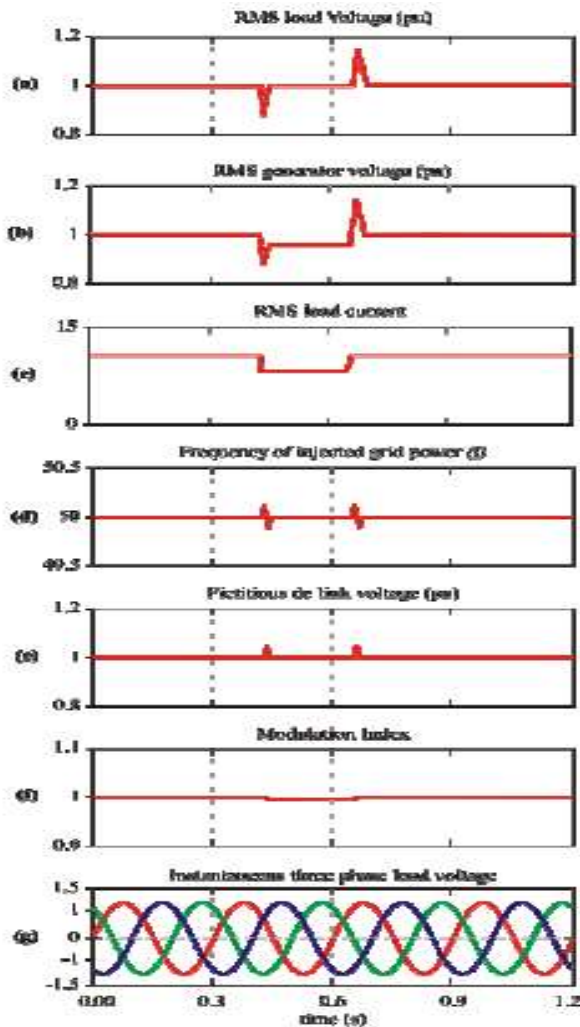 RMS load Voltage (pu)
1.2
(a) 1
0.8
RMS generator voltage (pu)
1.2
(b) 1
0.8
RMS load current
15
(c)
0
Frequency of injected grid power (f)
50.5
(d) 50
49.5
Fictitious dc link voltage (pu)
1.2
(e) 1
0.8
Modulation Index
1.1
(f) 1
0.9
Instantaneous three phase load voltage
1.5
1
(g) 0
-1
-1.5
0.00 0.3 0.6 0.9 1.2
time (s)